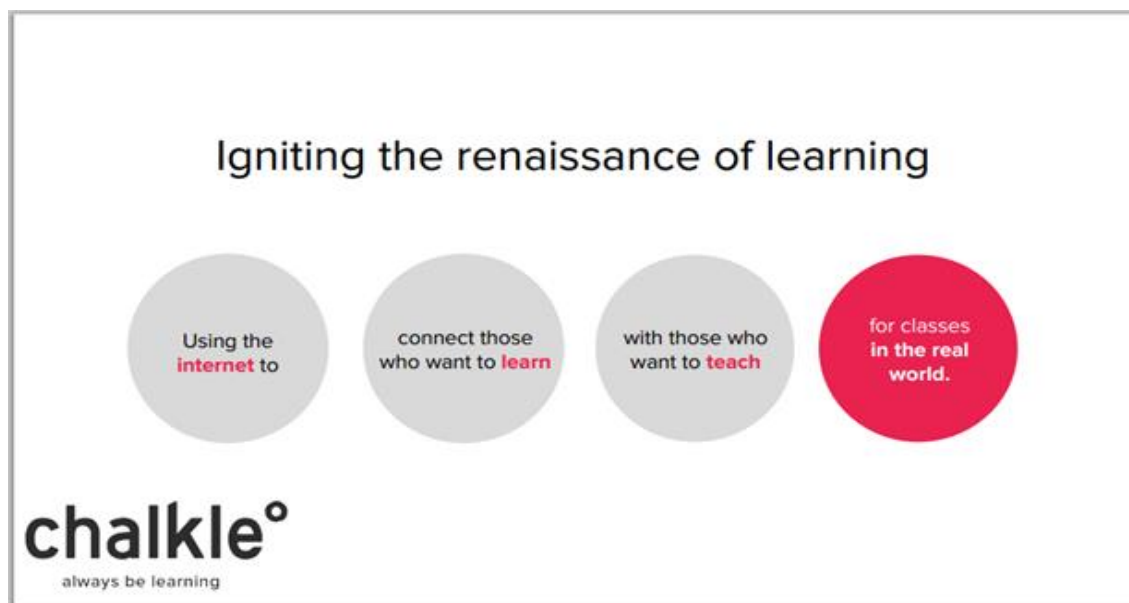 Igniting the renaissance of learning
Using the
internet to
connect those
who want to learn
with those who
want to teach
for classes
in the real
world.
chalkle°
always be learning